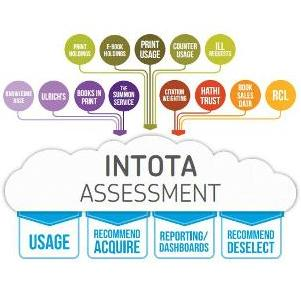 PRINT
HOLDINGS
E-BOOK
HOLDINGS
PRINT
USAGE
COUNTER
USAGE
ILL
REQUESTS
KNOWLEDGE
BASE
ULRICH'S
BOOKS IN
PRINT
THE
SUMMON
SERVICE
CITATION
WEIGHTING
HATHI
TRUST
BOOK
SALES
DATA
RCL
INTOTA
ASSESSMENT
USAGE
RECOMMEND
ACQUIRE
REPORTING/
DASHBOARDS
RECOMMEND
DESELECT